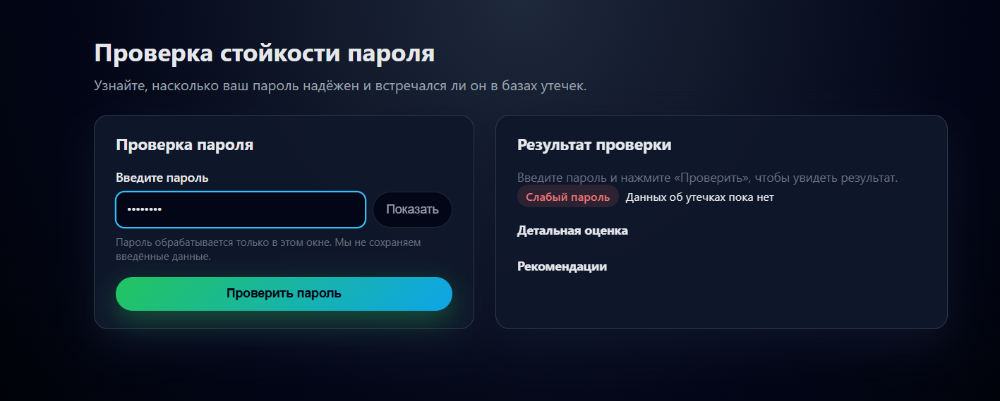 Проверка стойкости пароля
Узнайте, насколько ваш пароль надёжен и встречался ли он в базах утечек.
Проверка пароля
Введите пароль
••••••••
Показать
Пароль обрабатывается только в этом окне. Мы не сохраняем
введённые данные.
Проверить пароль
Результат проверки
Введите пароль и нажмите «Проверить», чтобы увидеть результат.
Слабый пароль
Данных об утечках пока нет
Детальная оценка
Рекомендации